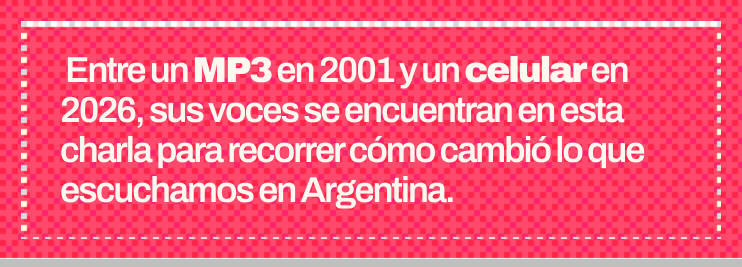 Entre un MP3 en 2001 y un celular en
2026, sus voces se encuentran en esta
charla para recorrer cómo cambió lo que
escuchamos en Argentina.